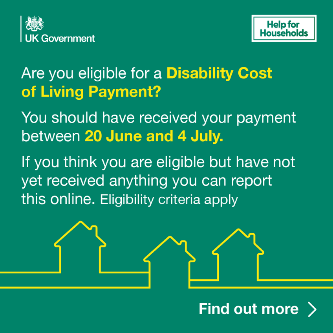 UK Government
Help for
Households
Are you eligible for a Disability Cost
of Living Payment?
You should have received your payment
between 20 June and 4 July.
If you think you are eligible but have not
yet received anything you can report
this online. Eligibility criteria apply
Find out more